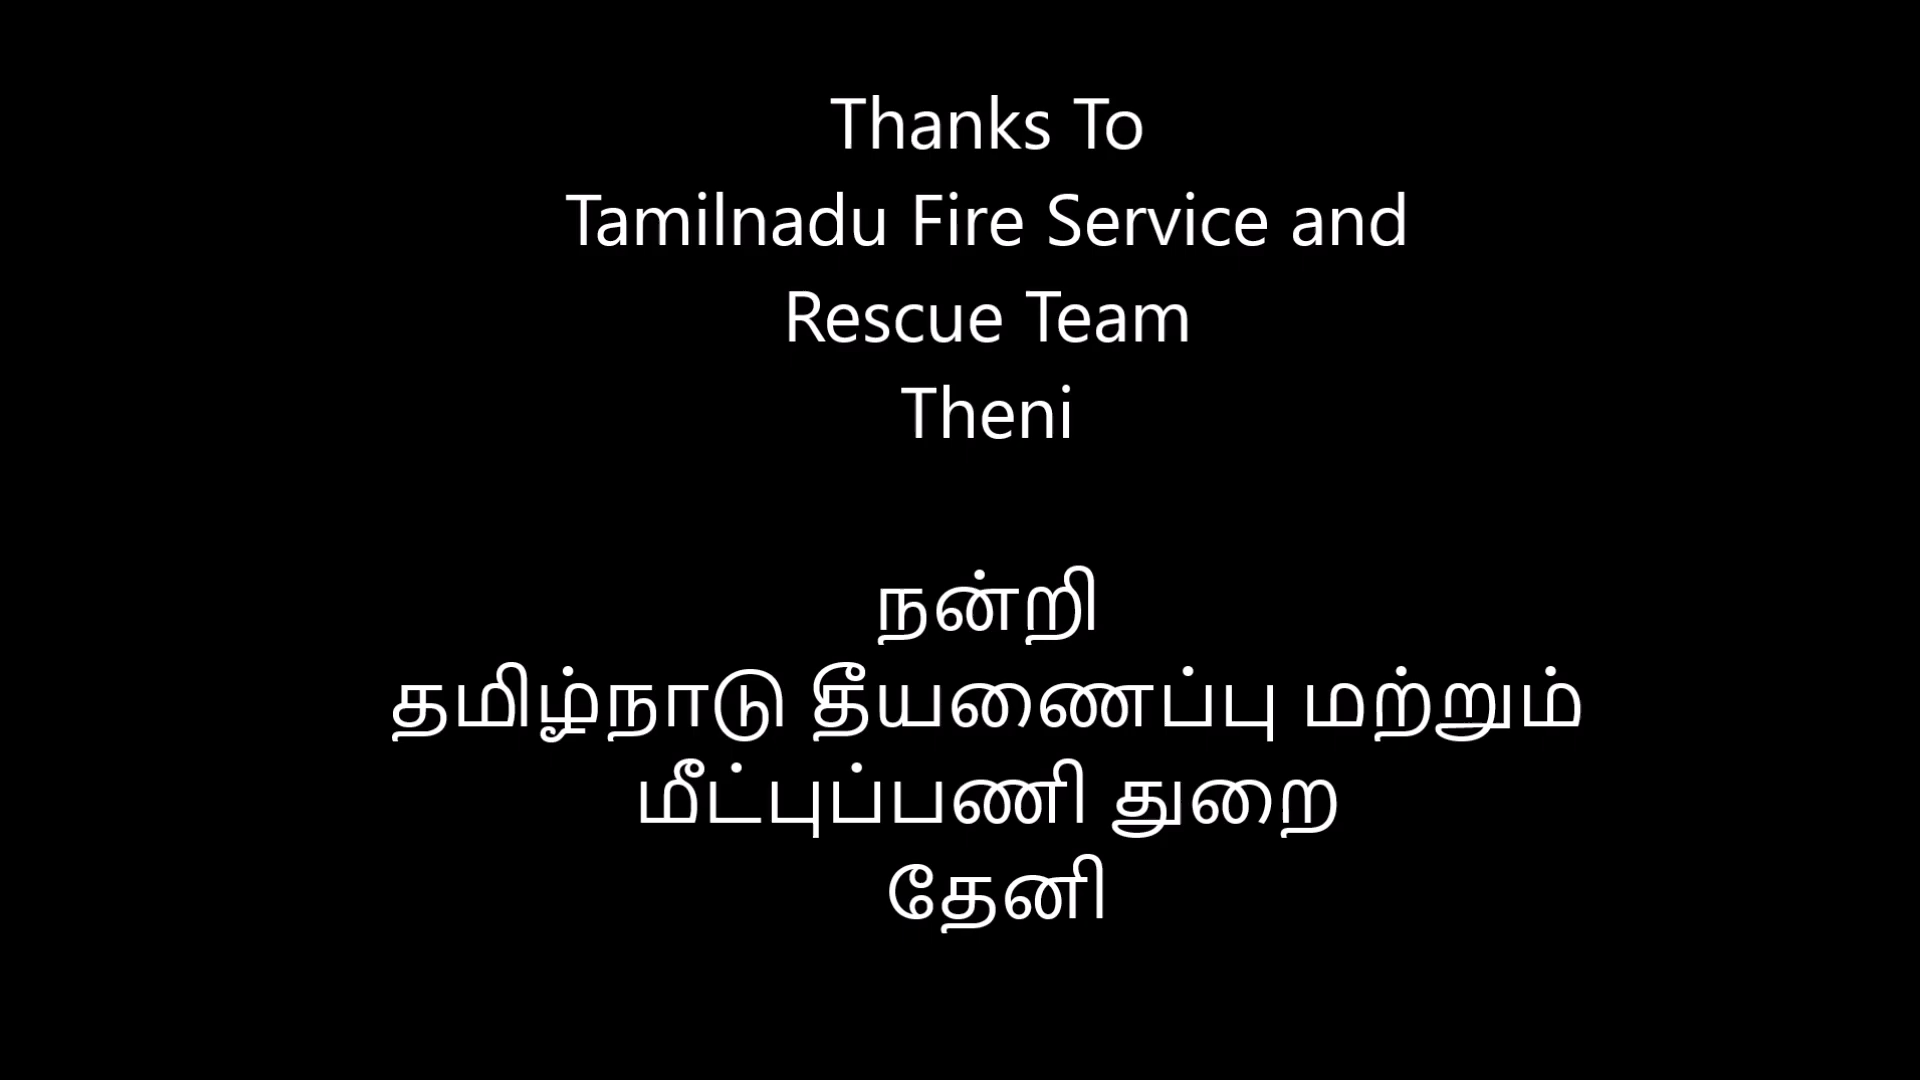 Thanks To
Tamilnadu Fire Service and
Rescue Team
Theni
நன்றி
தமிழ்நாடு தீயணைப்பு மற்றும்
மீட்புப்பணி துறை
தேனி